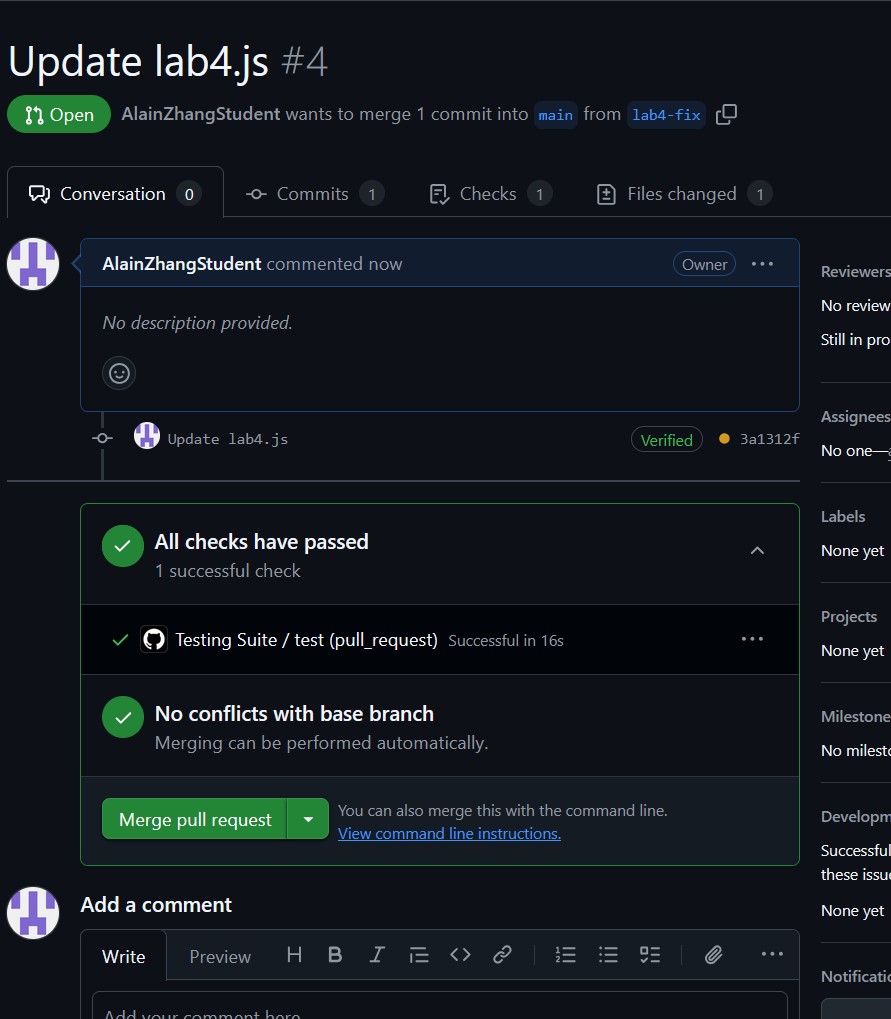 Update lab4.js #4
Open AlainZhangStudent wants to merge 1 commit into main from lab4-fix
Conversation 0 Commits 1 Checks 1 Files changed 1
AlainZhangStudent commented now Owner
No description provided.
Update lab4.js Verified 3a1312f
All checks have passed
1 successful check
Testing Suite / test (pull_request) Successful in 16s
No conflicts with base branch
Merging can be performed automatically.
Merge pull request
You can also merge this with the command line.
View command line instructions.
Add a comment
Write Preview
Add your comment here
Reviewers
No review
Still in pro
Assignees
No one—
Labels
None yet
Projects
None yet
Milestone
No milest
Developm
Successful
these issue
None yet
Notificatio